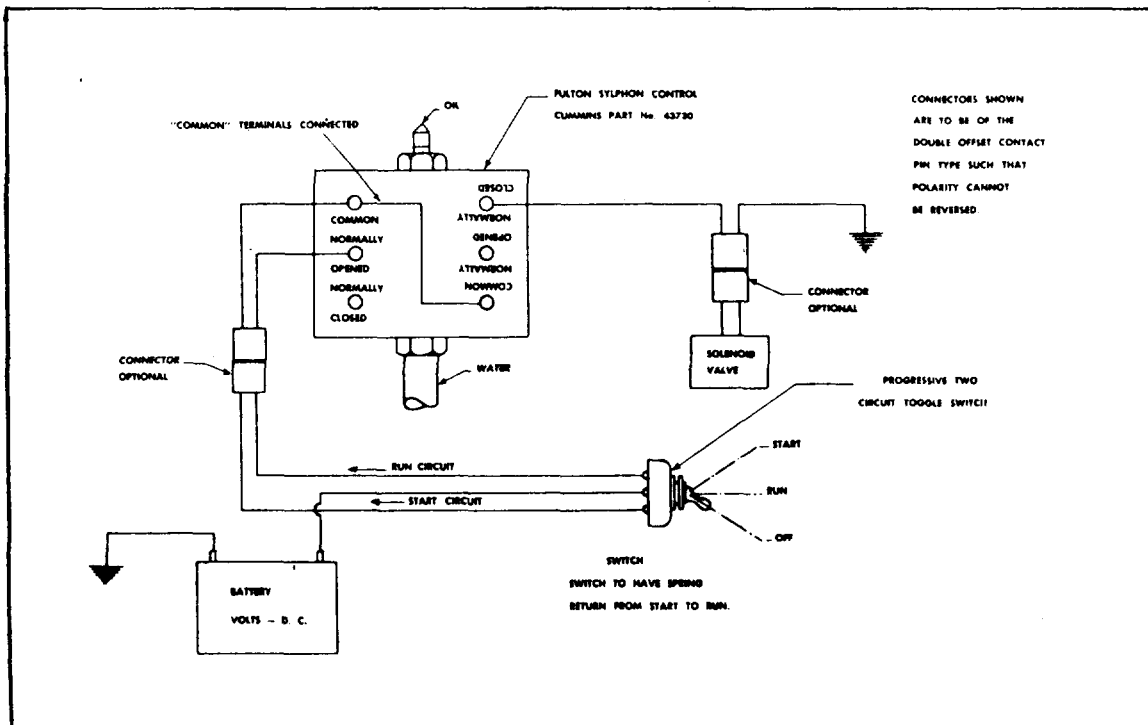 OIL
FULTON SYLPHON CONTROL
CUMMINS PART No. 43730
"COMMON" TERMINALS CONNECTED
CONNECTORS SHOWN
ARE TO BE OF THE
DOUBLE OFFSET CONTACT
PIN TYPE SUCH THAT
POLARITY CANNOT
BE REVERSED.
COMMON
NORMALLY
OPENED
NORMALLY
CLOSED
CLOSED
NORMALLY
OPENED
NORMALLY
COMMON
CONNECTOR
OPTIONAL
CONNECTOR
OPTIONAL
WATER
SOLENOID
VALVE
PROGRESSIVE TWO
CIRCUIT TOGGLE SWITCH
START
RUN
OFF
RUN CIRCUIT
START CIRCUIT
SWITCH
SWITCH TO HAVE SPRING
RETURN FROM START TO RUN.
BATTERY
VOLTS - D. C.